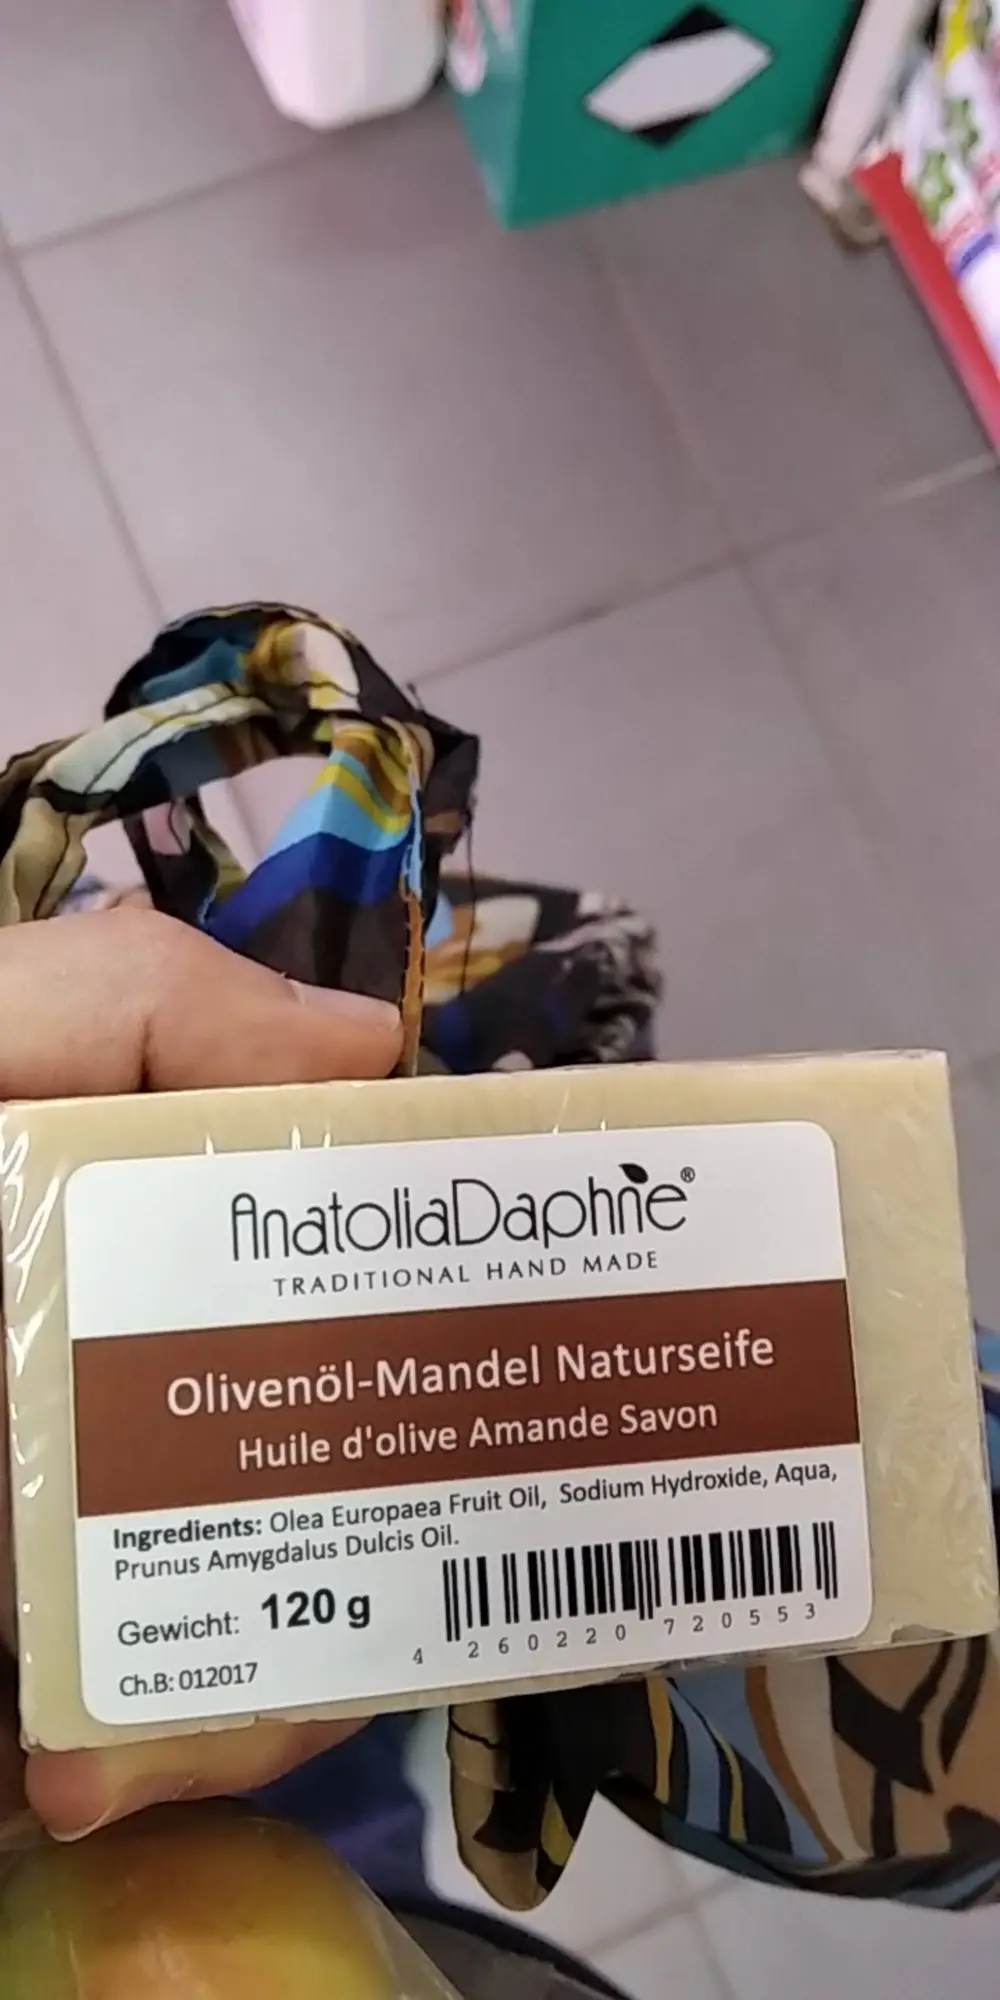 AnatoliaDaphne®
TRADITIONAL HAND MADE
Olivenöl-Mandel Naturseife
Huile d'olive Amande Savon
Ingredients: Olea Europaea Fruit Oil, Sodium Hydroxide, Aqua,
Prunus Amygdalus Dulcis Oil.
Gewicht: 120 g
4 260220 720553
Ch.B: 012017